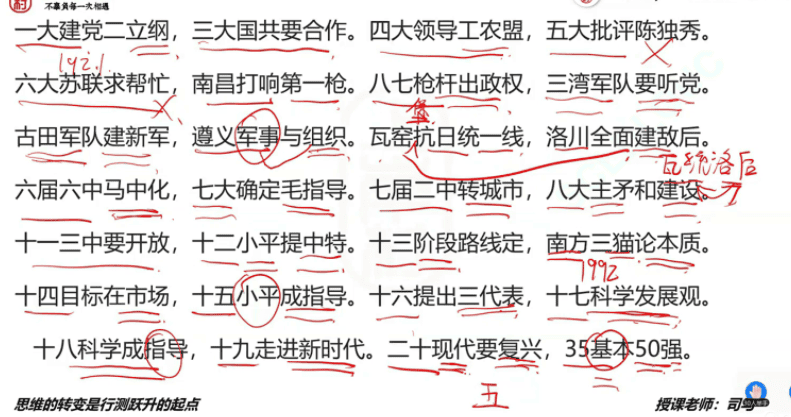 村
不辜负每一次相遇
一大建党二立纲，三大国共要合作。四大领导工农盟，五大批评陈独秀。
1921
六大苏联求帮忙，南昌打响第一枪。八七枪杆出政权，三湾军队要听党。
堡
古田军队建新军，遵义军事与组织。瓦窑抗日统一线，洛川全面建敌后。
瓦统洛后
六届六中马中化，七大确定毛指导。七届二中转城市，八大主矛和建设。
十一三中要开放，十二小平提中特。十三阶段路线定，南方三猫论本质。
1992
十四目标在市场，十五小平成指导。十六提出三代表，十七科学发展观。
十八科学成指导，十九走进新时代。二十现代要复兴，35基本50强。
五
思维的转变是行测跃升的起点
授课老师：司马